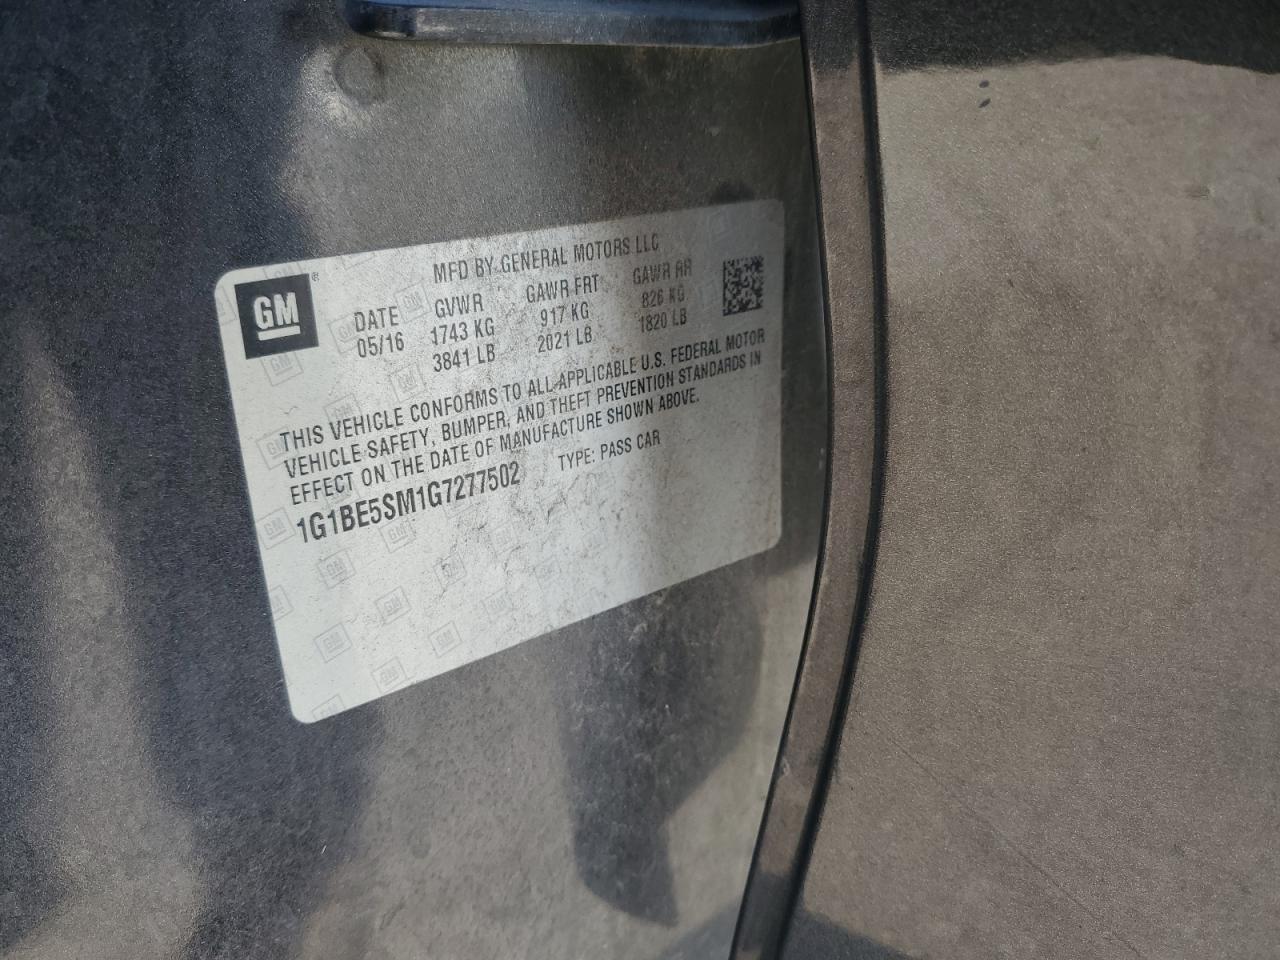 GM ®
MFD BY GENERAL MOTORS LLC
DATE GVWR GAWR FRT GAWR RR
05/16 1743 KG 917 KG 826 KG
3841 LB 2021 LB 1820 LB
THIS VEHICLE CONFORMS TO ALL APPLICABLE U.S. FEDERAL MOTOR
VEHICLE SAFETY, BUMPER, AND THEFT PREVENTION STANDARDS IN
EFFECT ON THE DATE OF MANUFACTURE SHOWN ABOVE.
1G1BE5SM1G7277502 TYPE: PASS CAR